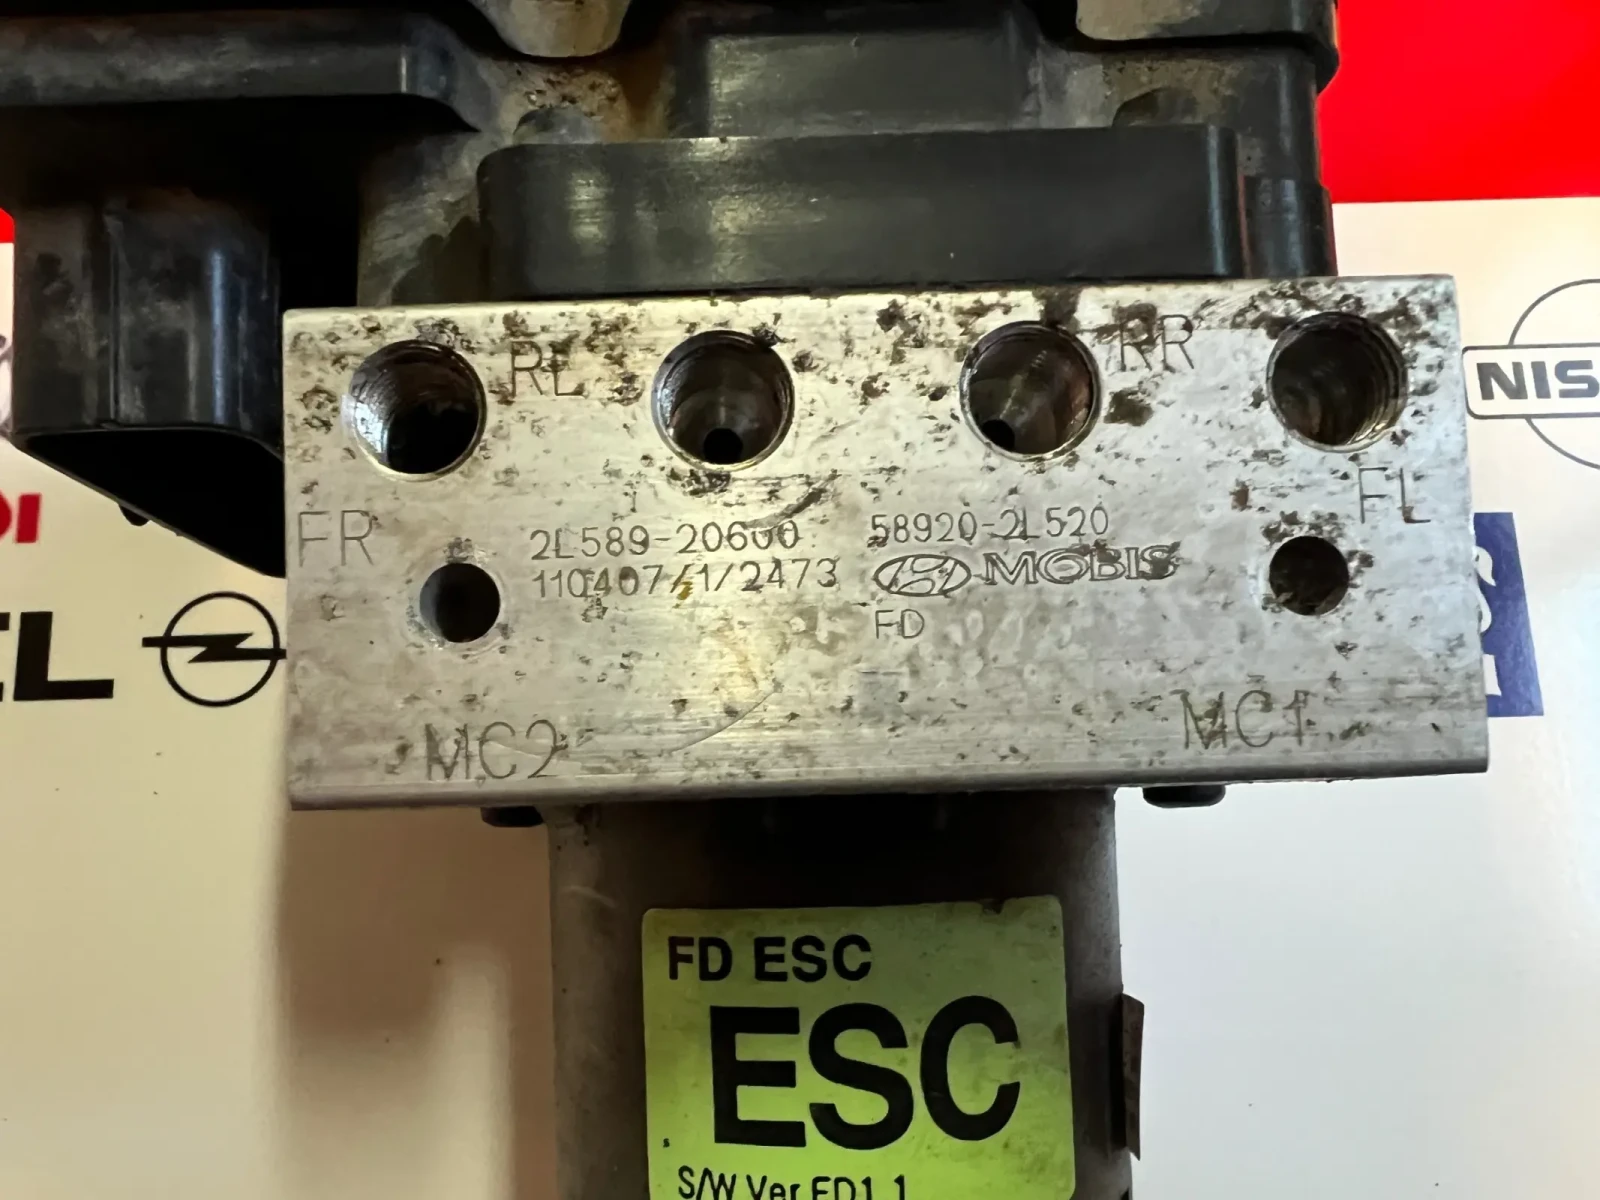 RL
RR
FL
FR
2L589-20600
58920-2L520
110407/1/2473
MOBIS
FD
MC2
MC1
NIS
EL
FD ESC
ESC
S/W Ver FD1.1